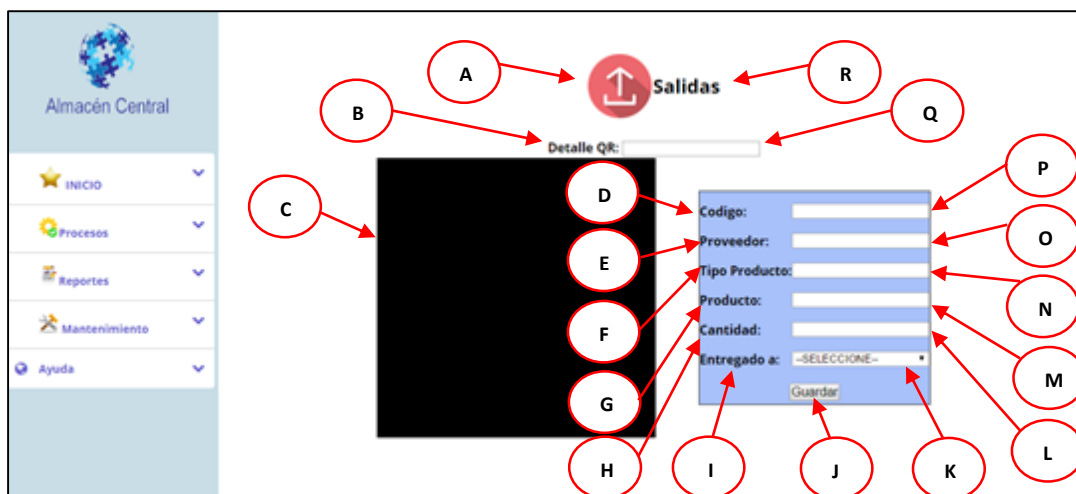 Almacén Central
INICIO
Procesos
Reportes
Mantenimiento
Ayuda
A
R
Salidas
B
Q
Detalle QR:
C
D
P
Codigo:
E
O
Proveedor:
F
N
Tipo Producto:
G
M
Producto:
H
L
Cantidad:
I
K
Entregado a: --SELECCIONE--
J
Guardar